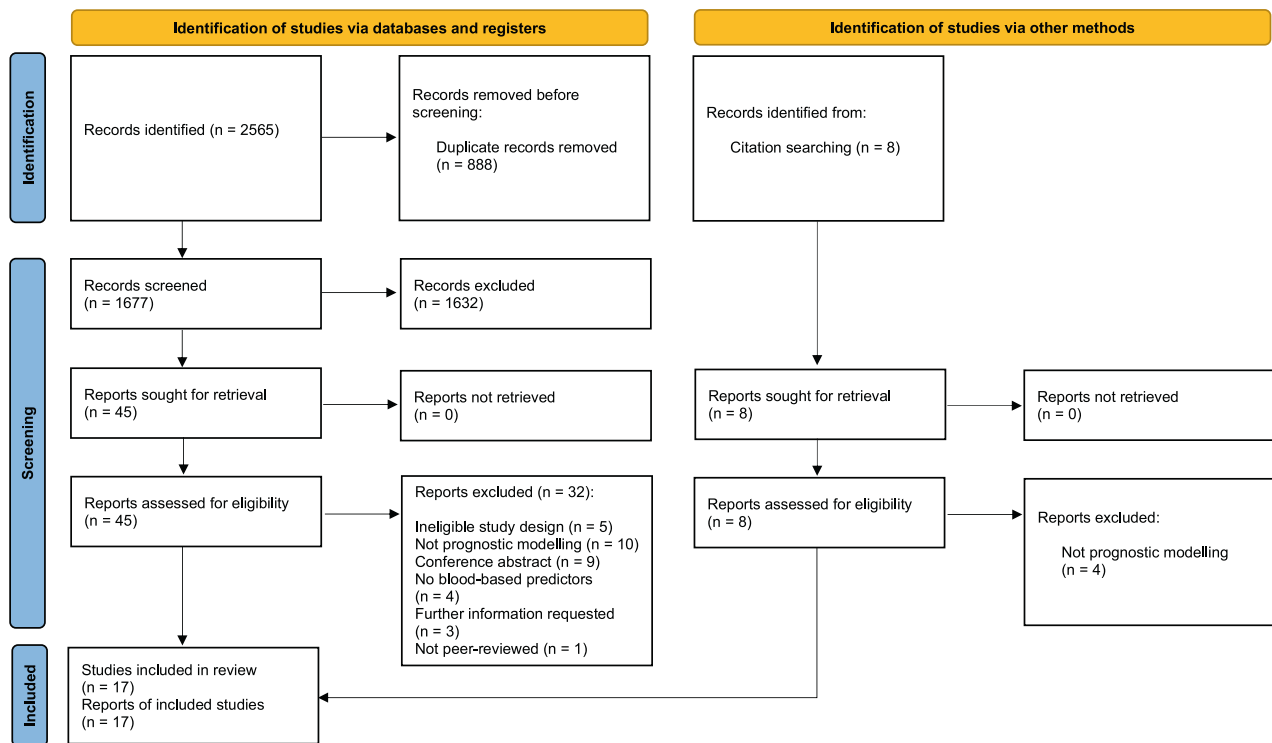 Identification of studies via databases and registers
Identification of studies via other methods
Identification
Records identified (n = 2565)
Records removed before
screening:
Duplicate records removed
(n = 888)
Records identified from:
Citation searching (n = 8)
Screening
Records screened
(n = 1677)
Records excluded
(n = 1632)
Reports sought for retrieval
(n = 45)
Reports not retrieved
(n = 0)
Reports sought for retrieval
(n = 8)
Reports not retrieved
(n = 0)
Reports assessed for eligibility
(n = 45)
Reports excluded (n = 32):
Ineligible study design (n = 5)
Not prognostic modelling (n = 10)
Conference abstract (n = 9)
No blood-based predictors
(n = 4)
Further information requested
(n = 3)
Not peer-reviewed (n = 1)
Reports assessed for eligibility
(n = 8)
Reports excluded:
Not prognostic modelling
(n = 4)
Included
Studies included in review
(n = 17)
Reports of included studies
(n = 17)